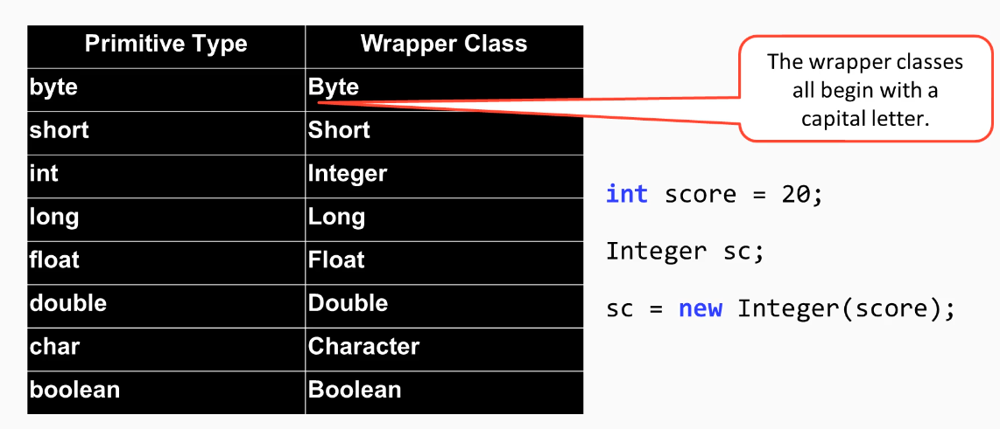 Primitive Type Wrapper Class
byte Byte
short Short
int Integer
long Long
float Float
double Double
char Character
boolean Boolean
The wrapper classes
all begin with a
capital letter.
int score = 20;
Integer sc;
sc = new Integer(score);